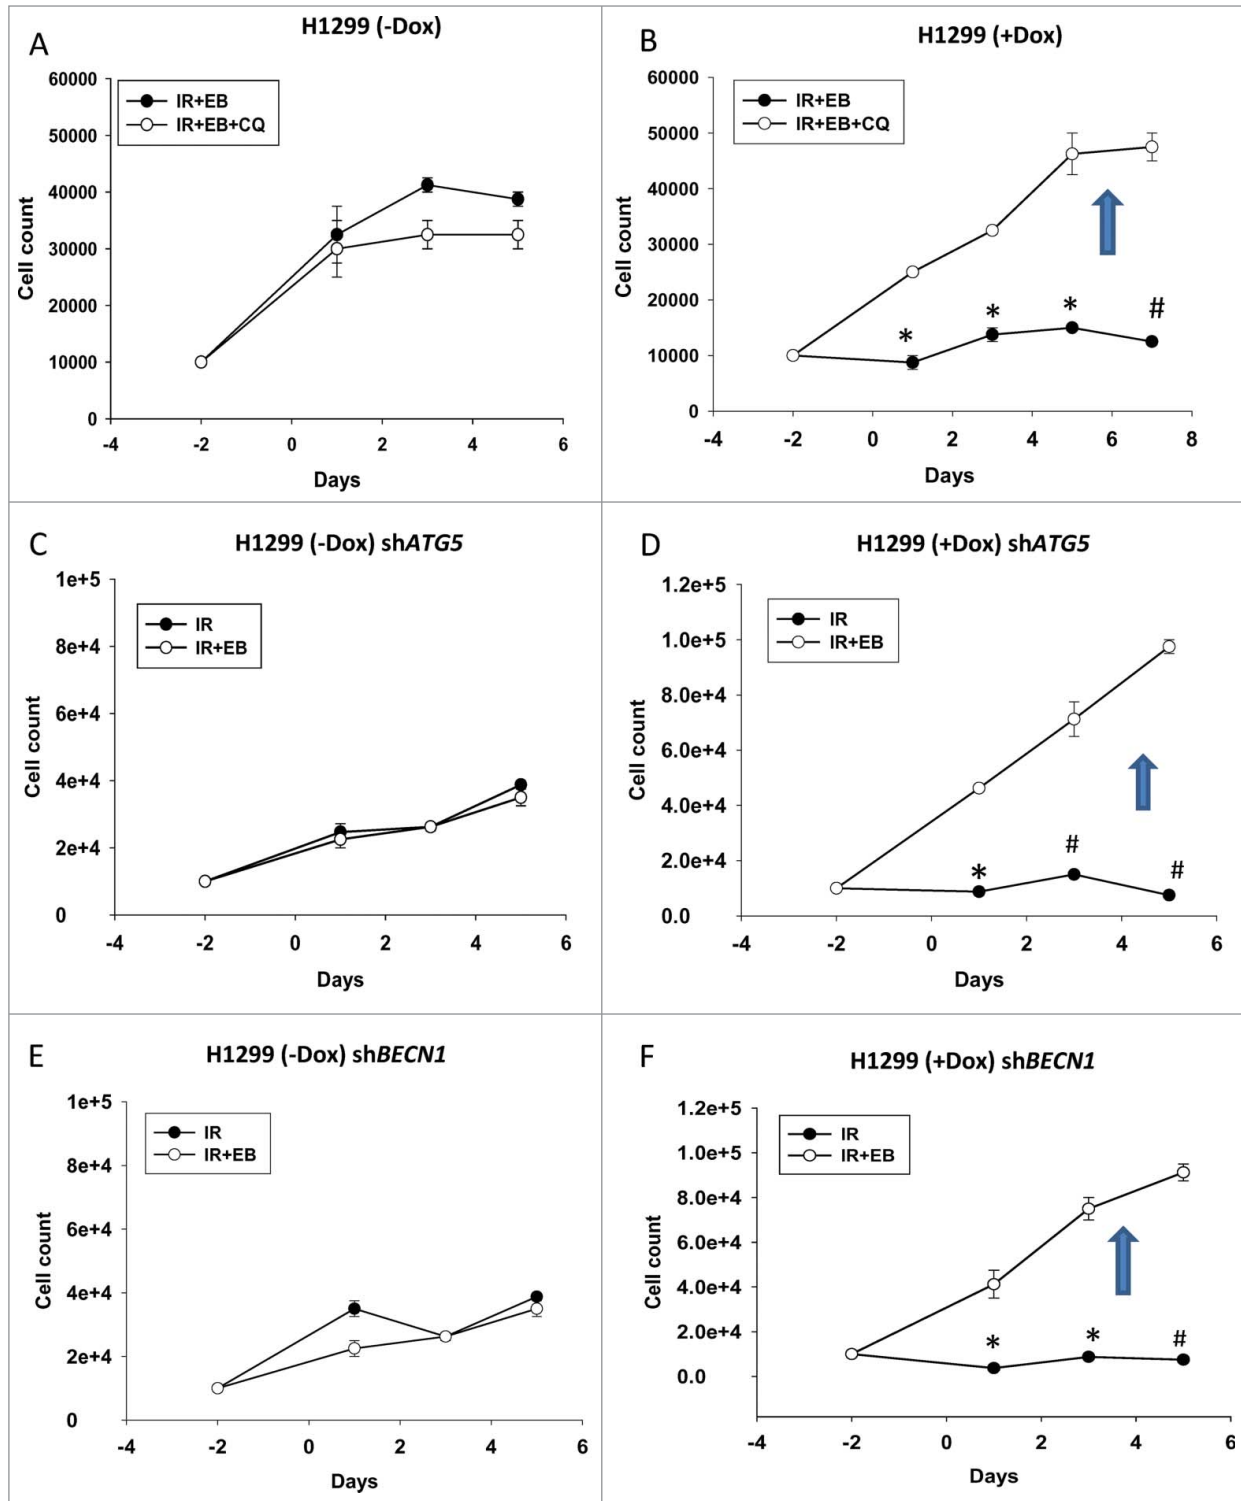 A
H1299 (-Dox)
IR+EB
IR+EB+CQ
60000
50000
40000
30000
20000
10000
0
Cell count
-4 -2 0 2 4 6
Days
B
H1299 (+Dox)
IR+EB
IR+EB+CQ
60000
50000
40000
30000
20000
10000
0
Cell count
* * * #
-4 -2 0 2 4 6 8
Days
C
H1299 (-Dox) shATG5
IR
IR+EB
1e+5
8e+4
6e+4
4e+4
2e+4
0
Cell count
-4 -2 0 2 4 6
Days
D
H1299 (+Dox) shATG5
IR
IR+EB
1.2e+5
1.0e+5
8.0e+4
6.0e+4
4.0e+4
2.0e+4
0.0
Cell count
* # #
-4 -2 0 2 4 6
Days
E
H1299 (-Dox) shBECN1
IR
IR+EB
1e+5
8e+4
6e+4
4e+4
2e+4
0
Cell count
-4 -2 0 2 4 6
Days
F
H1299 (+Dox) shBECN1
IR
IR+EB
1.2e+5
1.0e+5
8.0e+4
6.0e+4
4.0e+4
2.0e+4
0.0
Cell count
* * #
-4 -2 0 2 4 6
Days